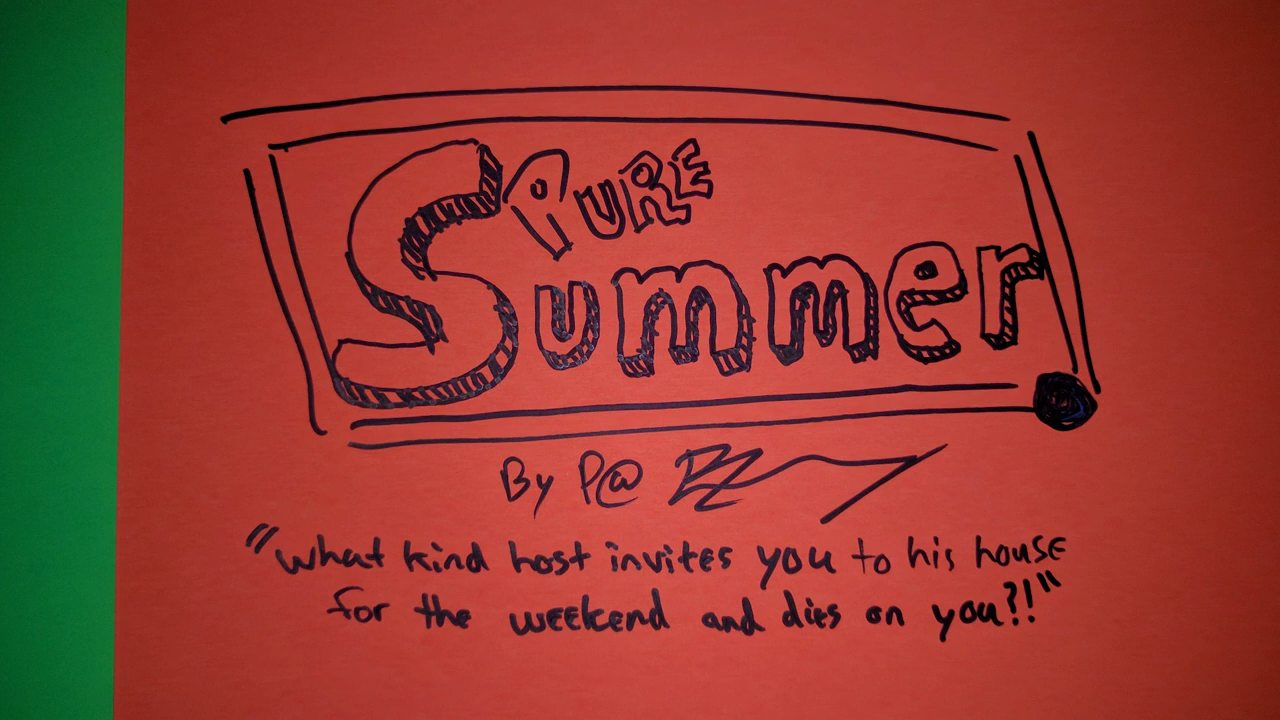 PURE
Summer
By P@
"what kind host invites you to his house
for the weekend and dies on you?!"